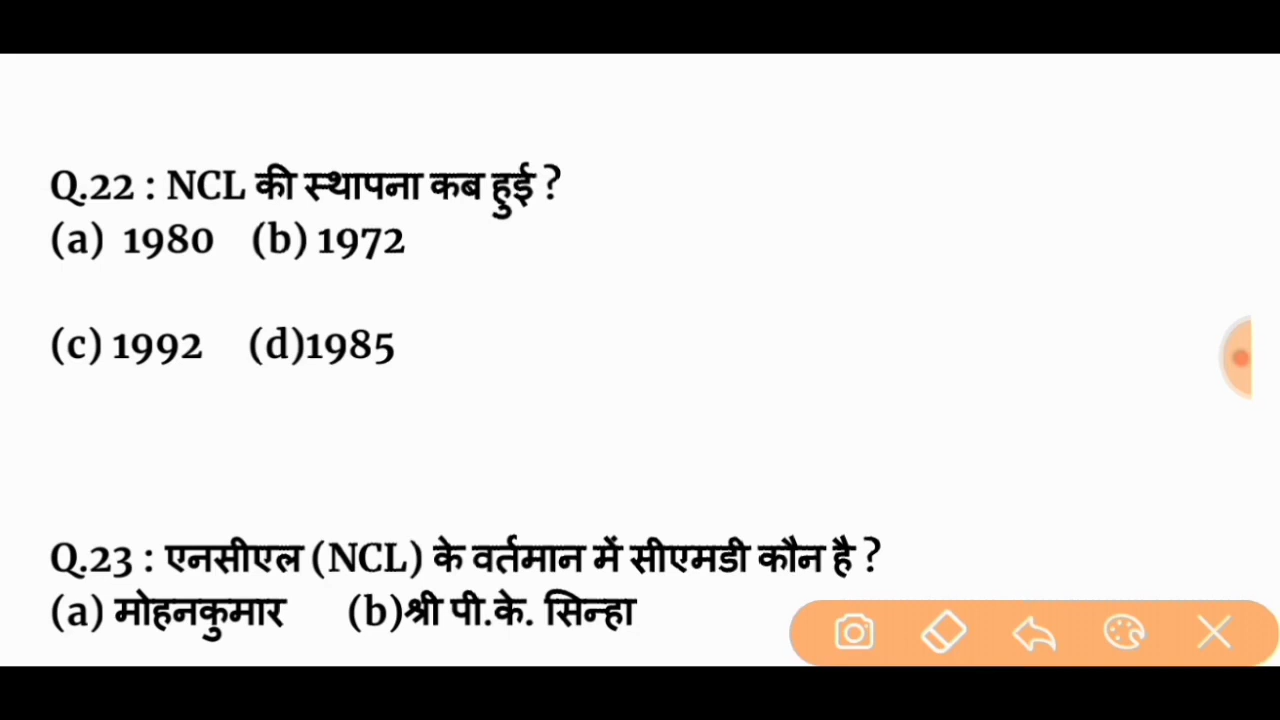 Q.22 : NCL की स्थापना कब हुई ?
(a) 1980 (b) 1972
(c) 1992 (d)1985
Q.23 : एनसीएल (NCL) के वर्तमान में सीएमडी कौन है ?
(a) मोहनकुमार (b)श्री पी.के. सिन्हा